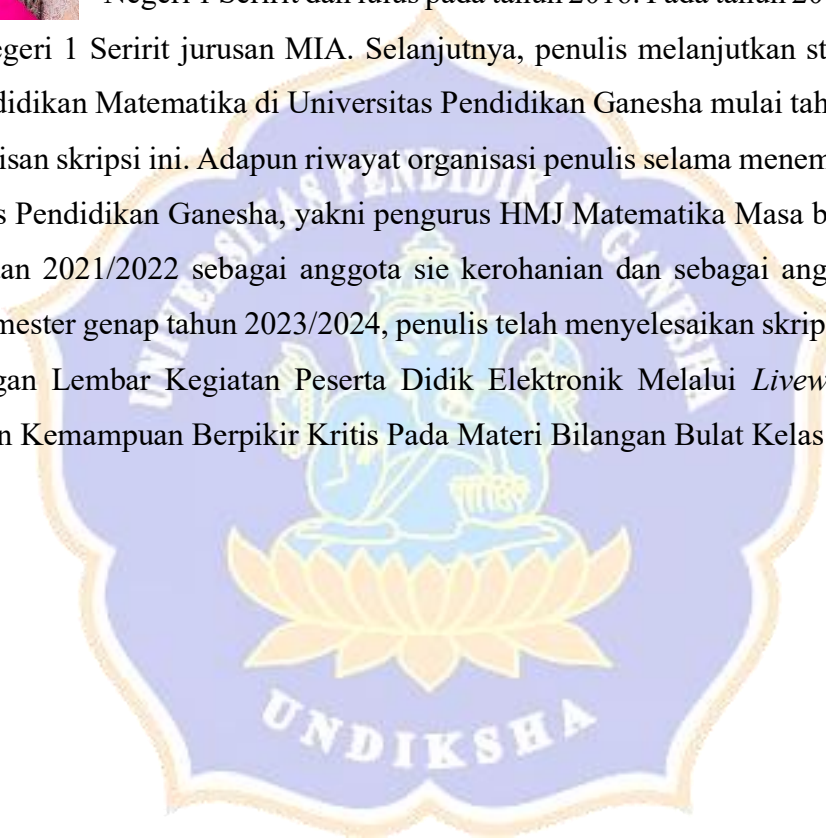 Negeri 1 Seririt dan lulus pada tahun 2018. Pada tahun 20
egeri 1 Seririt jurusan MIA. Selanjutnya, penulis melanjutkan st
didikan Matematika di Universitas Pendidikan Ganesha mulai tah
isan skripsi ini. Adapun riwayat organisasi penulis selama menem
s Pendidikan Ganesha, yakni pengurus HMJ Matematika Masa b
an 2021/2022 sebagai anggota sie kerohanian dan sebagai ang
mester genap tahun 2023/2024, penulis telah menyelesaikan skrip
gan Lembar Kegiatan Peserta Didik Elektronik Melalui Livew
n Kemampuan Berpikir Kritis Pada Materi Bilangan Bulat Kelas
UNIVERSITAS PENDIDIKAN GANESHA
UNDIKSHA